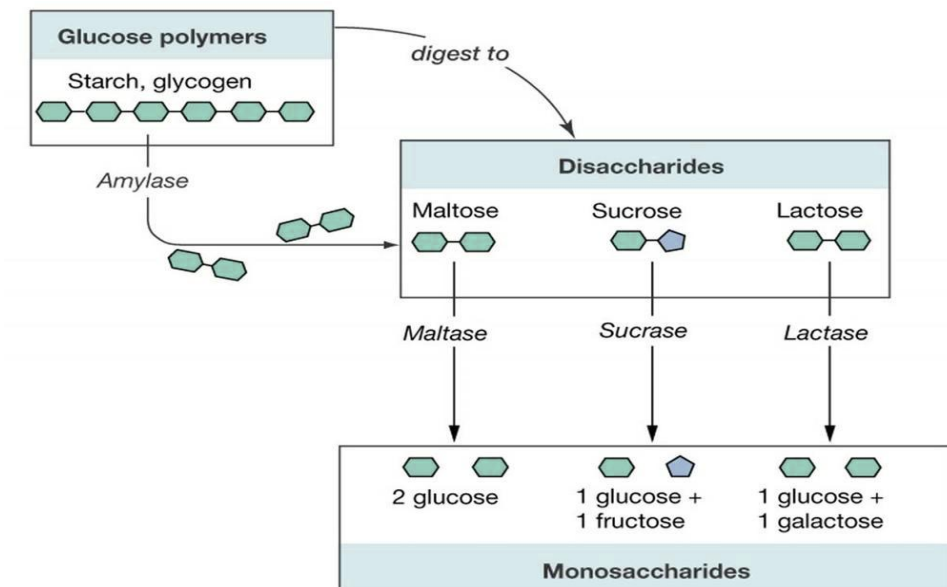 Glucose polymers
Starch, glycogen
digest to
Amylase
Disaccharides
Maltose
Sucrose
Lactose
Maltase
Sucrase
Lactase
2 glucose
1 glucose +
1 fructose
1 glucose +
1 galactose
Monosaccharides